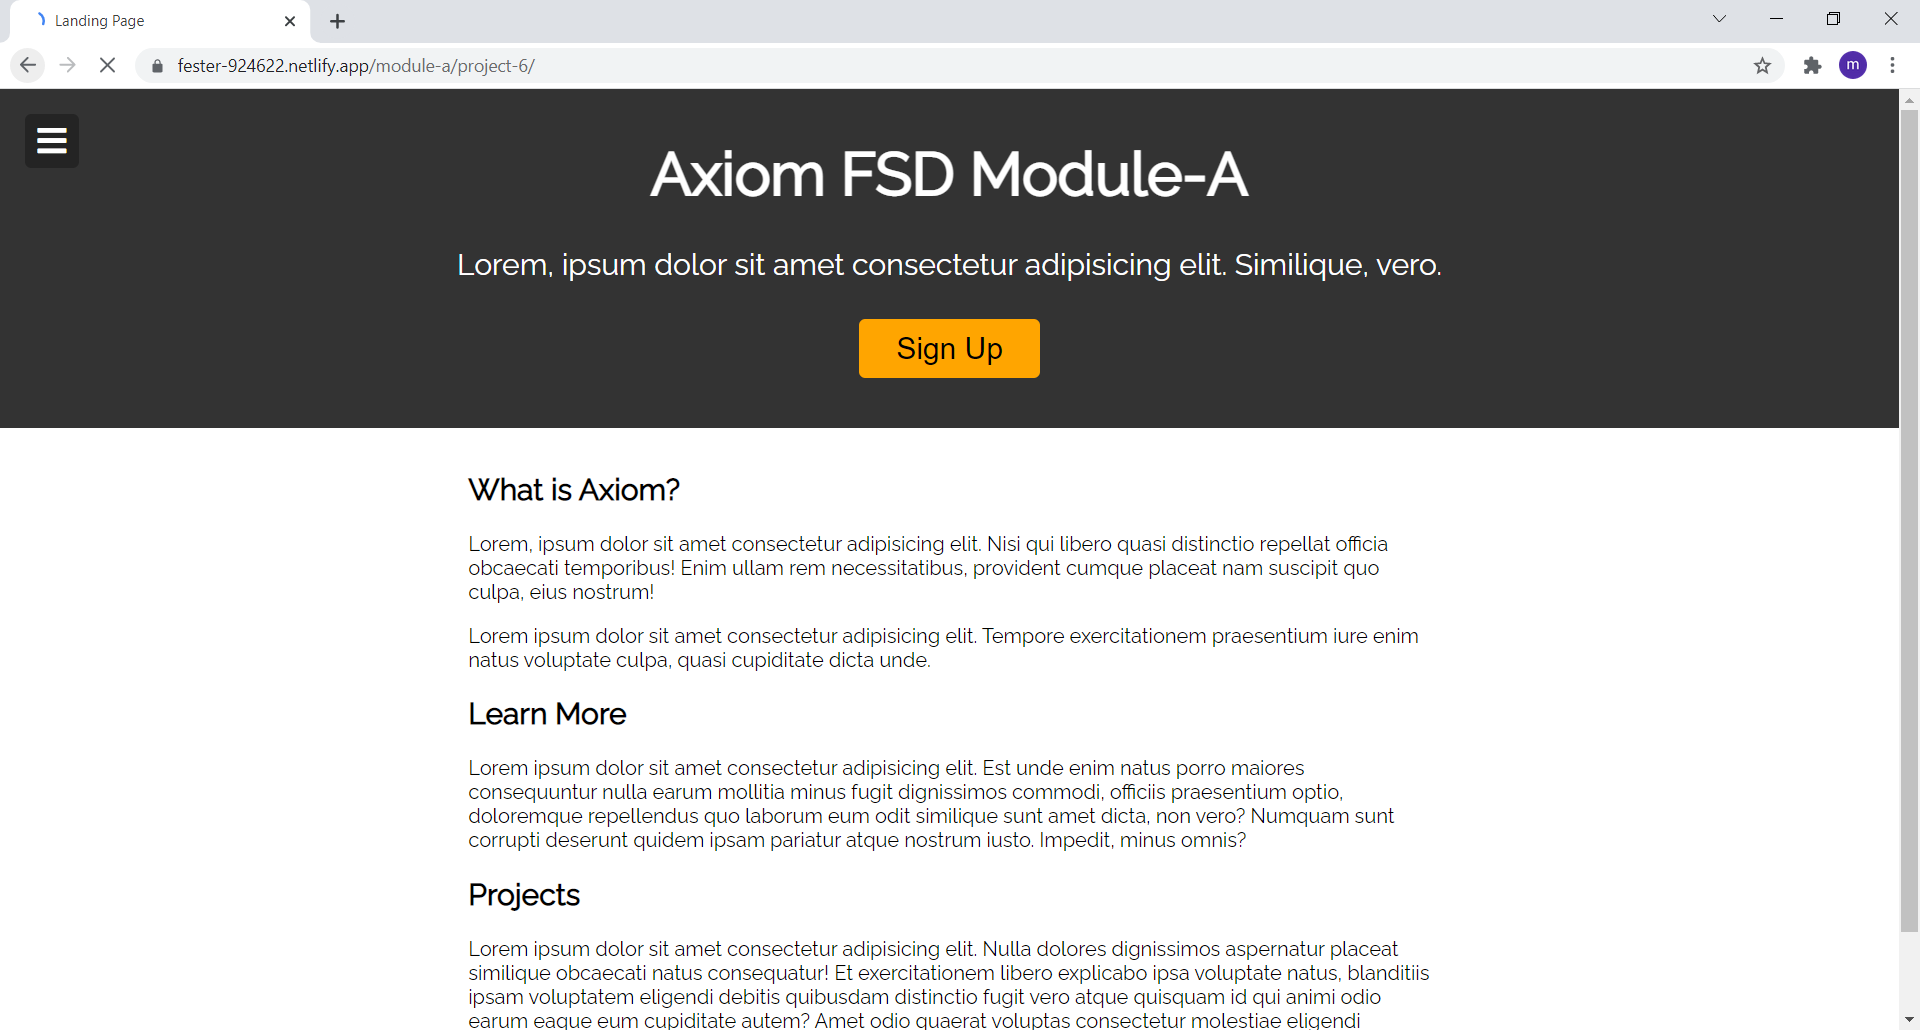 Landing Page
fester-924622.netlify.app/module-a/project-6/
m
Axiom FSD Module-A
Lorem, ipsum dolor sit amet consectetur adipisicing elit. Similique, vero.
Sign Up
What is Axiom?
Lorem, ipsum dolor sit amet consectetur adipisicing elit. Nisi qui libero quasi distinctio repellat officia
obcaecati temporibus! Enim ullam rem necessitatibus, provident cumque placeat nam suscipit quo
culpa, eius nostrum!
Lorem ipsum dolor sit amet consectetur adipisicing elit. Tempore exercitationem praesentium iure enim
natus voluptate culpa, quasi cupiditate dicta unde.
Learn More
Lorem ipsum dolor sit amet consectetur adipisicing elit. Est unde enim natus porro maiores
consequuntur nulla earum mollitia minus fugit dignissimos commodi, officiis praesentium optio,
doloremque repellendus quo laborum eum odit similique sunt amet dicta, non vero? Numquam sunt
corrupti deserunt quidem ipsam pariatur atque nostrum iusto. Impedit, minus omnis?
Projects
Lorem ipsum dolor sit amet consectetur adipisicing elit. Nulla dolores dignissimos aspernatur placeat
similique obcaecati natus consequatur! Et exercitationem libero explicabo ipsa voluptate natus, blanditiis
ipsam voluptatem eligendi debitis quibusdam distinctio fugit vero atque quisquam id qui animi odio
earum eaque eum cupiditate autem? Amet odio quaerat voluptas consectetur molestiae eligendi